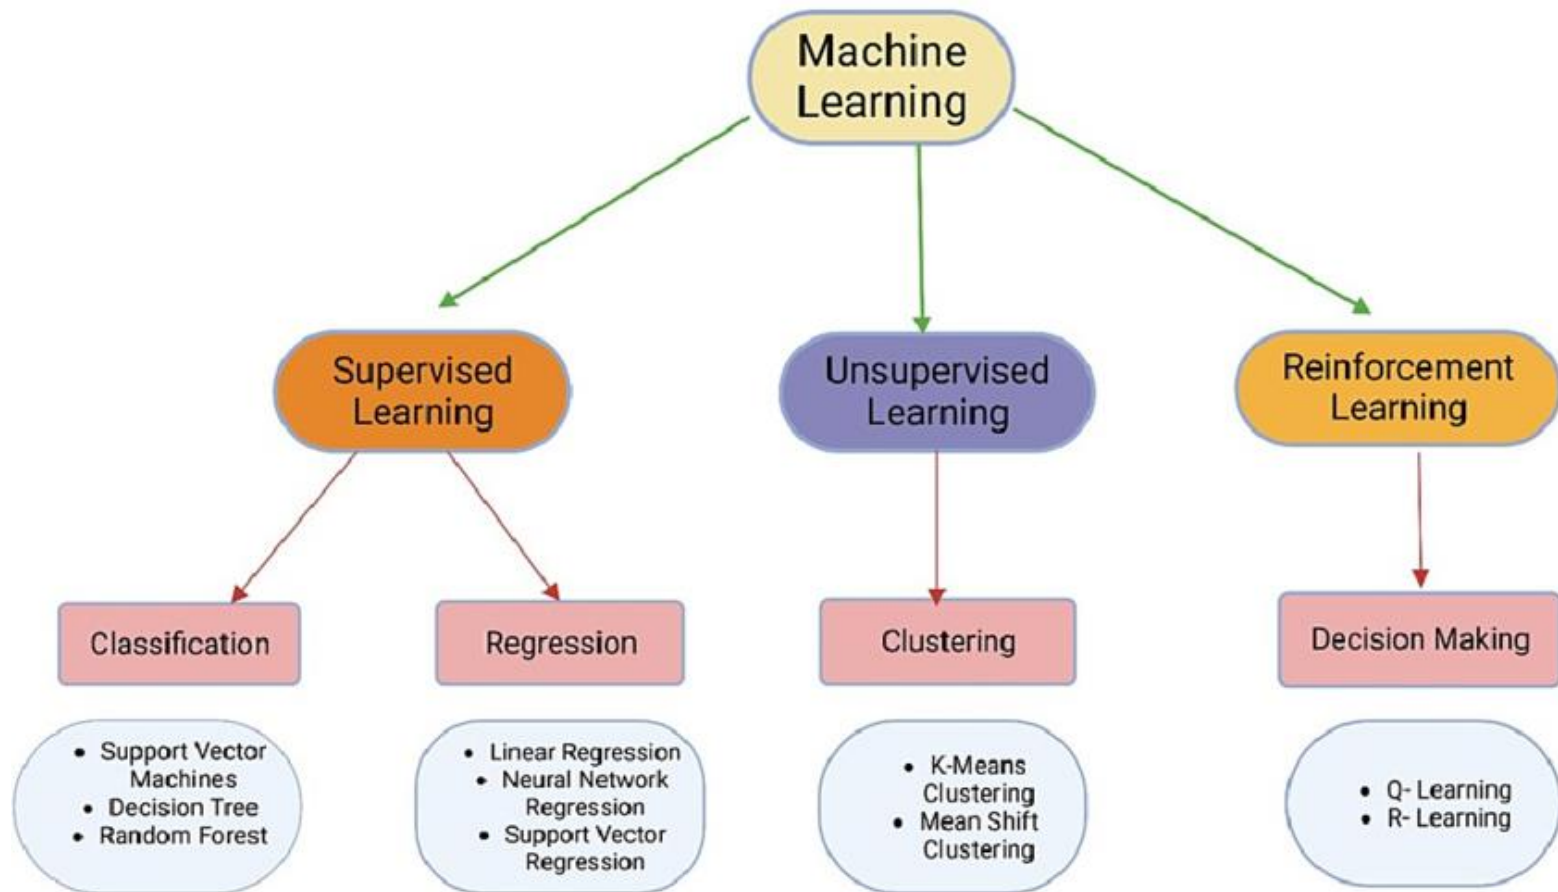 Machine
Learning
Supervised
Learning
Unsupervised
Learning
Reinforcement
Learning
Classification
Regression
Clustering
Decision Making
• Support Vector
Machines
• Decision Tree
• Random Forest
• Linear Regression
• Neural Network
Regression
• Support Vector
Regression
• K-Means
Clustering
• Mean Shift
Clustering
• Q- Learning
• R- Learning